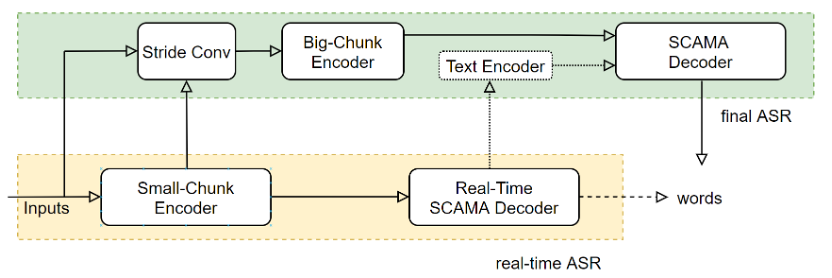 Stride Conv
Big-Chunk
Encoder
Text Encoder
SCAMA
Decoder
final ASR
Inputs
Small-Chunk
Encoder
Real-Time
SCAMA Decoder
words
real-time ASR